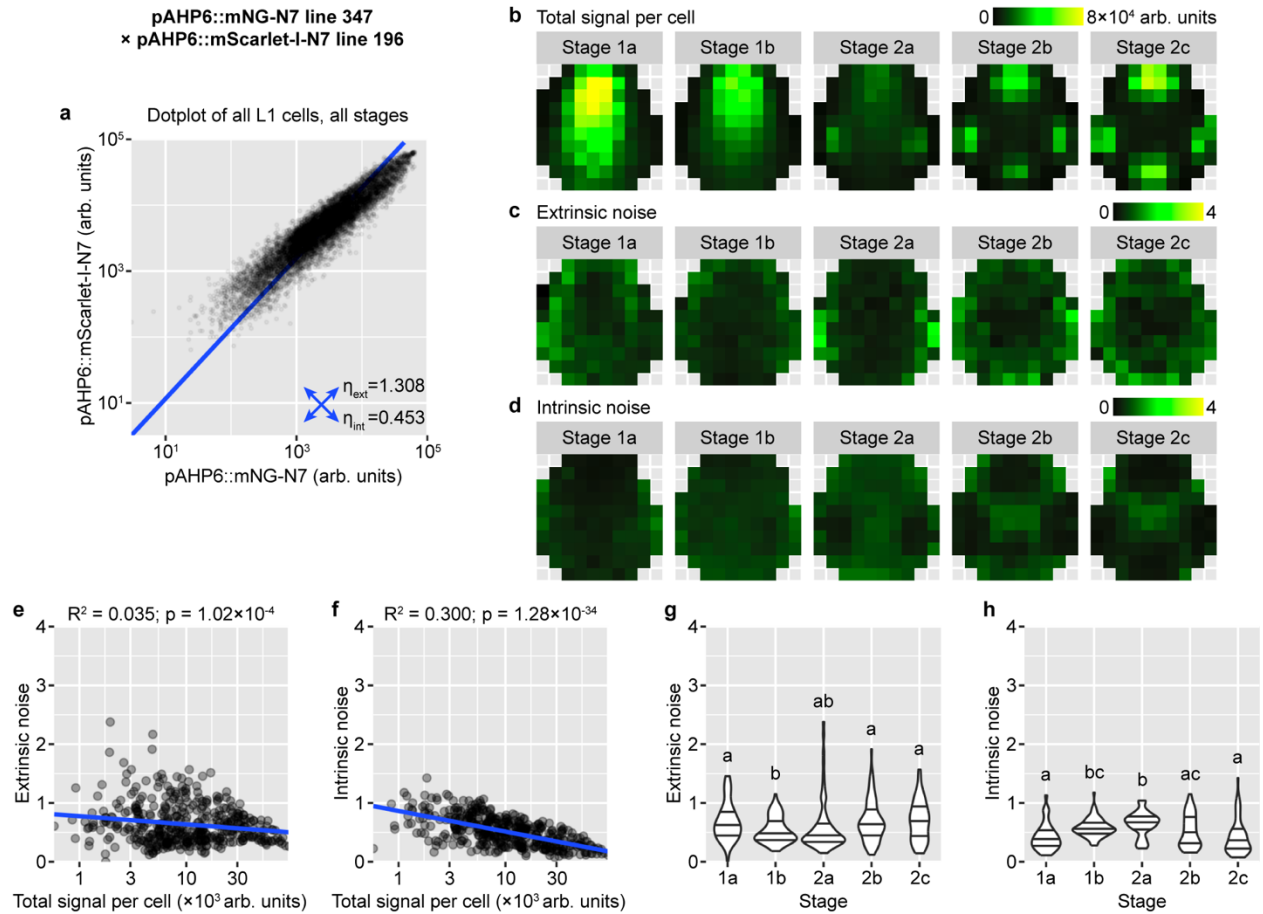 pAHP6::mNG-N7 line 347
× pAHP6::mScarlet-I-N7 line 196
a Dotplot of all L1 cells, all stages
pAHP6::mScarlet-I-N7 (arb. units)
10⁵
10³
10¹
ηext=1.308
ηint=0.453
10¹ 10³ 10⁵
pAHP6::mNG-N7 (arb. units)
b Total signal per cell 0 8×10⁴ arb. units
Stage 1a Stage 1b Stage 2a Stage 2b Stage 2c
c Extrinsic noise 0 4
Stage 1a Stage 1b Stage 2a Stage 2b Stage 2c
d Intrinsic noise 0 4
Stage 1a Stage 1b Stage 2a Stage 2b Stage 2c
e R² = 0.035; p = 1.02×10⁻⁴
Extrinsic noise
4
3
2
1
0
1 3 10 30
Total signal per cell (×10³ arb. units)
f R² = 0.300; p = 1.28×10⁻³⁴
Intrinsic noise
4
3
2
1
0
1 3 10 30
Total signal per cell (×10³ arb. units)
g
Extrinsic noise
4
3
2
1
0
a b ab a a
1a 1b 2a 2b 2c
Stage
h
Intrinsic noise
4
3
2
1
0
a bc b ac a
1a 1b 2a 2b 2c
Stage